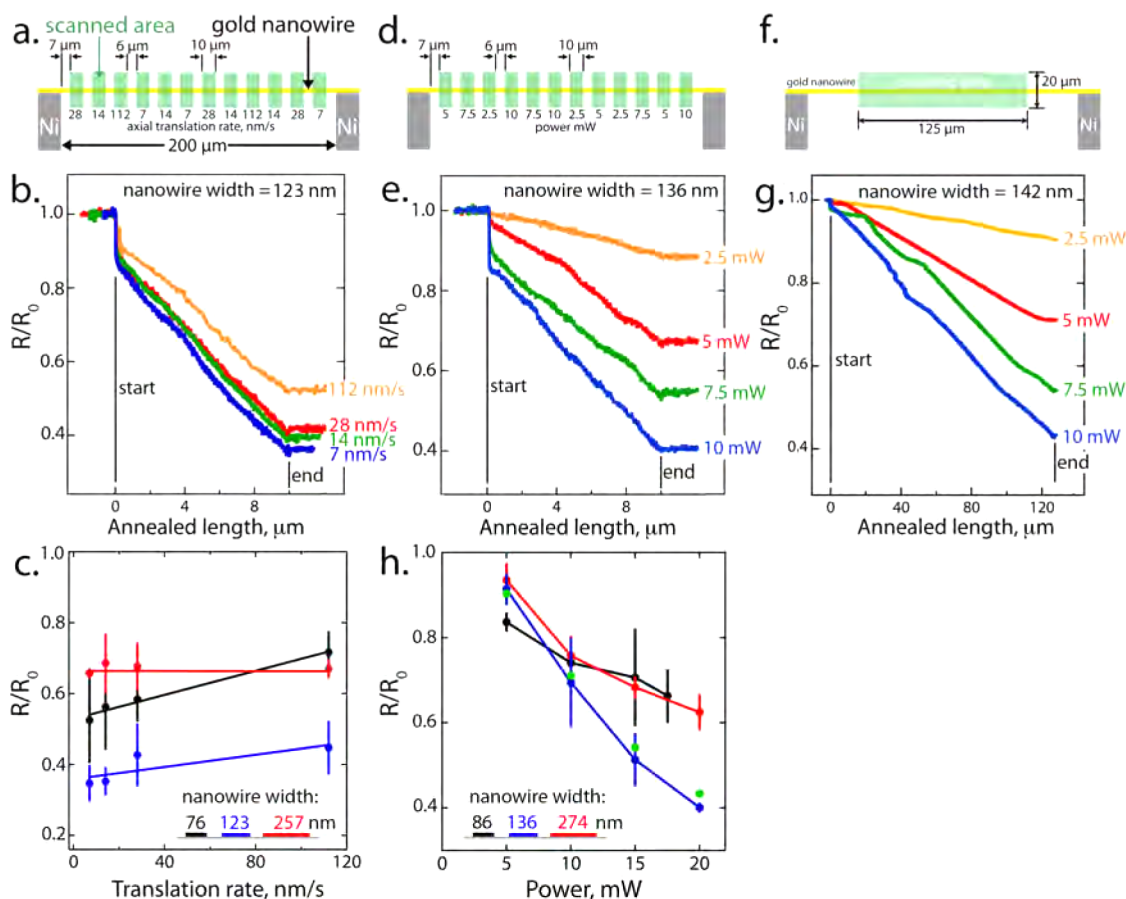 a.
scanned area
gold nanowire
7 μm
6 μm
10 μm
28 14 112 7 14 7 28 14 112 14 28 7
axial translation rate, nm/s
Ni
Ni
200 μm
d.
7 μm
6 μm
10 μm
5 7.5 2.5 10 7.5 10 2.5 5 2.5 7.5 5 10
power mW
f.
gold nanowire
20 μm
125 μm
Ni
b.
nanowire width = 123 nm
1.0
0.8
0.6
0.4
R/R0
start
112 nm/s
28 nm/s
14 nm/s
7 nm/s
end
0 4 8
Annealed length, μm
e.
nanowire width = 136 nm
1.0
0.8
0.6
0.4
R/R0
2.5 mW
5 mW
7.5 mW
10 mW
start
end
0 4 8
Annealed length, μm
g.
nanowire width = 142 nm
1.0
0.8
0.6
0.4
R/R0
2.5 mW
5 mW
7.5 mW
10 mW
start
end
0 40 80 120
Annealed length, μm
c.
1.0
0.8
0.6
0.4
0.2
R/R0
nanowire width:
76 123 257 nm
0 20 40 60 80 100 120
Translation rate, nm/s
h.
1.0
0.8
0.6
0.4
R/R0
nanowire width:
86 136 274 nm
5 10 15 20
Power, mW